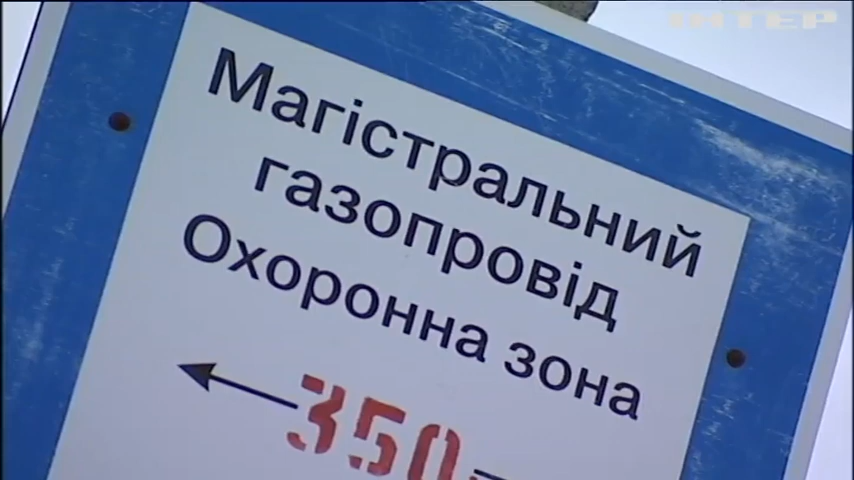 ІНТЕР
Магістральний
газопровід
Охоронна зона
350